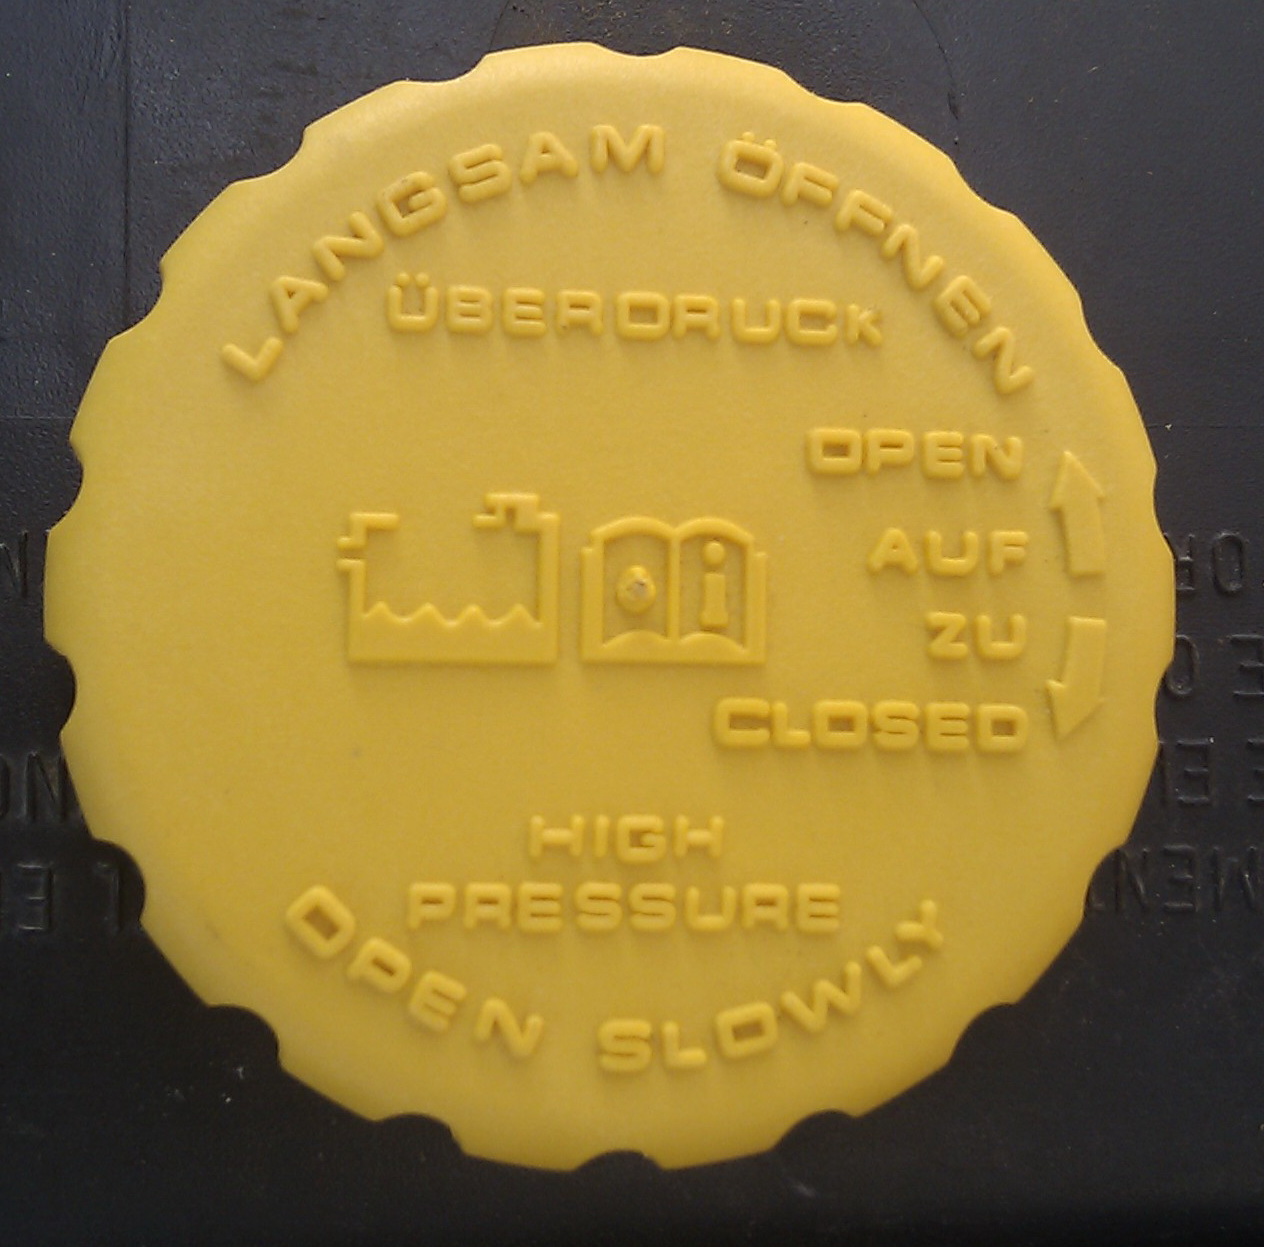 LANGSAM ÖFFNEN
ÜBERDRUCK
OPEN
AUF
ZU
CLOSED
HIGH
PRESSURE
OPEN SLOWLY